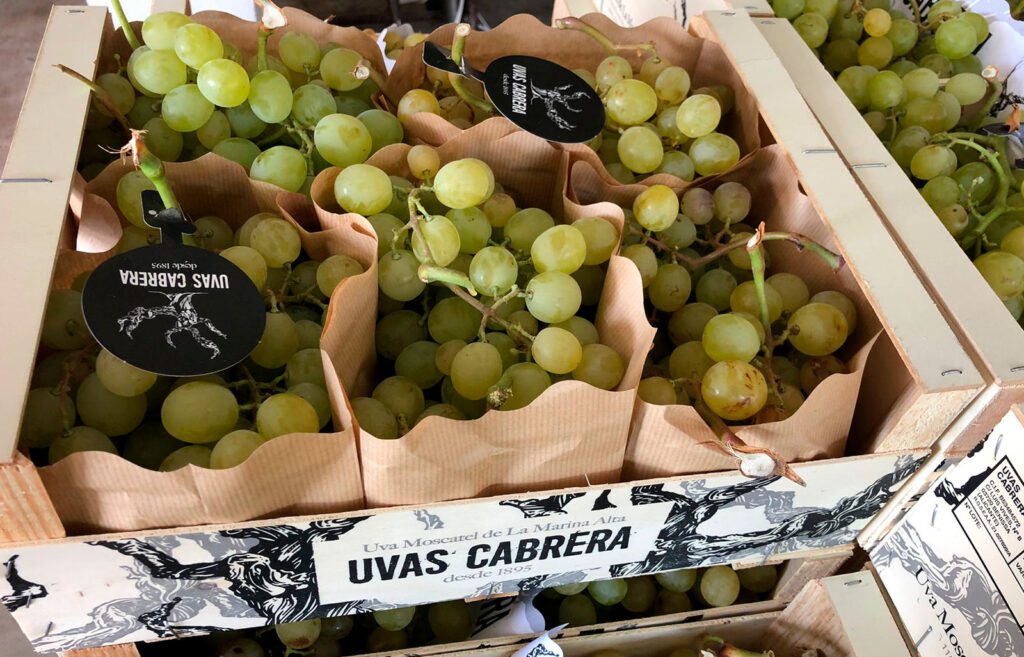 UVAS CABRERA
desde 1895
UVAS CABRERA
desde 1895
Uva Moscatel de La Marina Alta
UVAS CABRERA
desde 1895
UVAS
CABRERA
Uva Moscatel